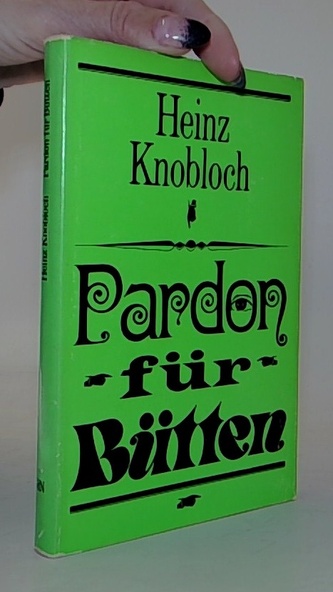 Heinz
Knobloch
Pardon
für
Bütten
Heinz Knobloch Pardon für Bütten